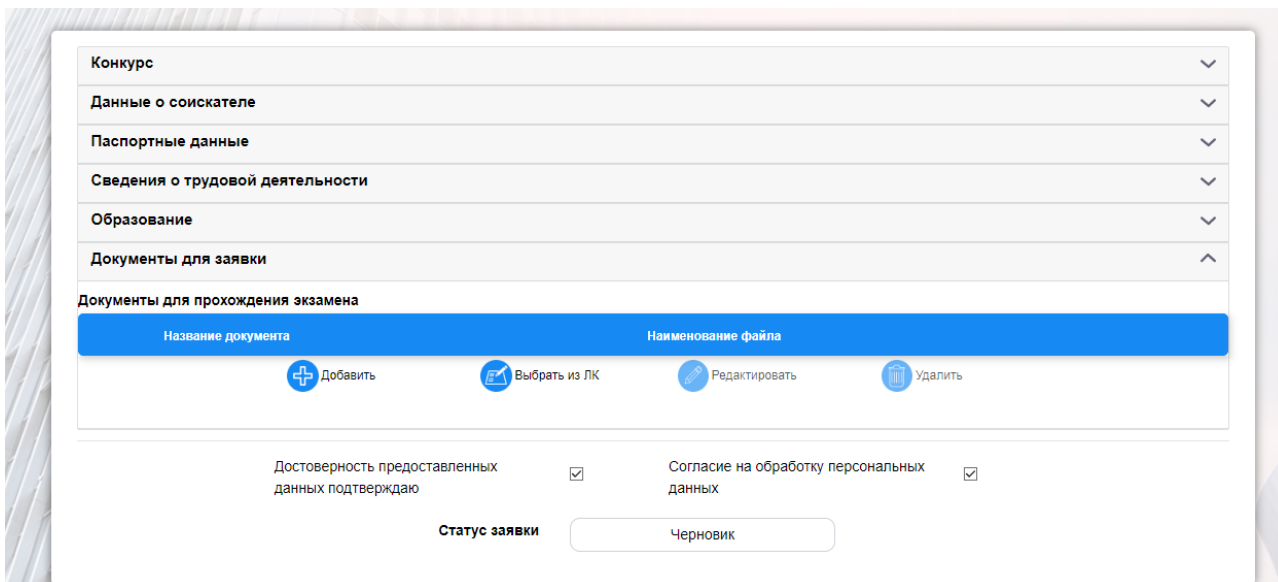 Конкурс
Данные о соискателе
Паспортные данные
Сведения о трудовой деятельности
Образование
Документы для заявки
Документы для прохождения экзамена
Название документа Наименование файла
Добавить Выбрать из ЛК Редактировать Удалить
Достоверность предоставленных
данных подтверждаю
Согласие на обработку персональных
данных
Статус заявки Черновик